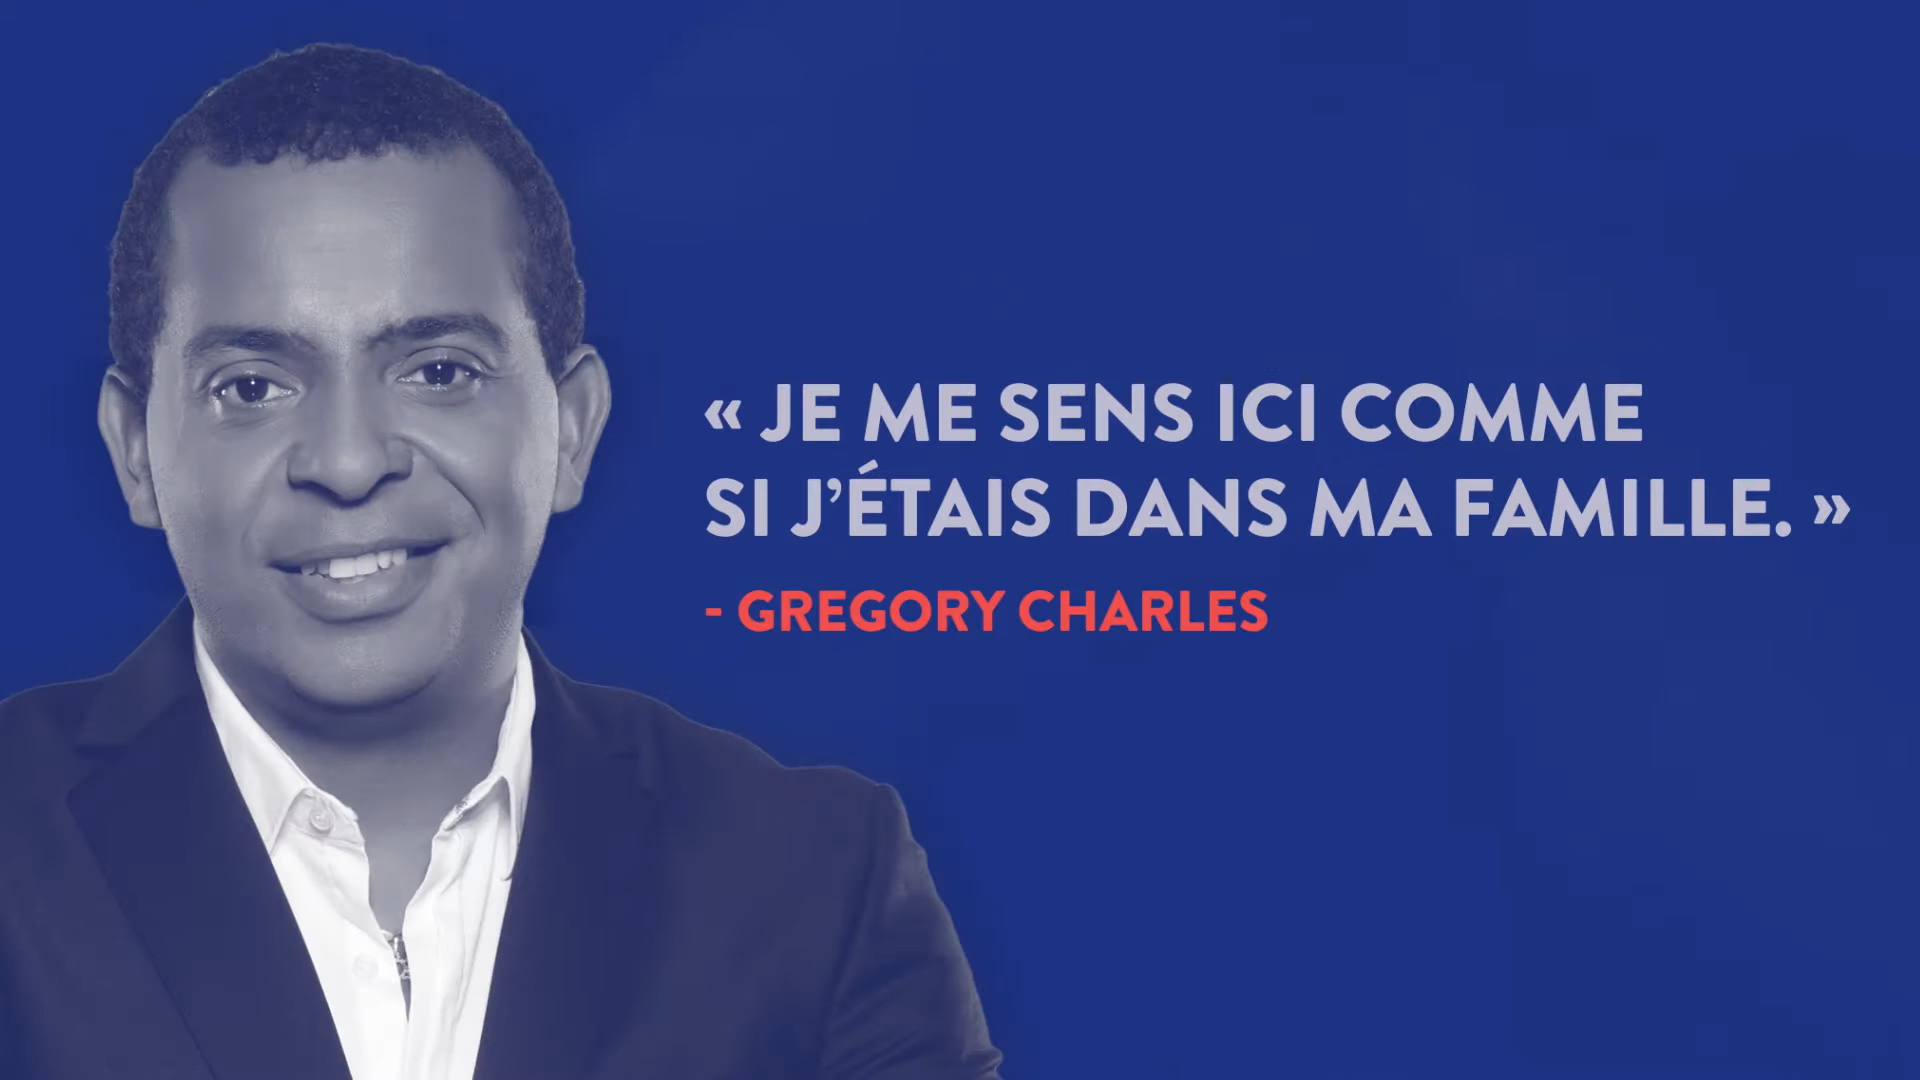 « JE ME SENS ICI COMME
SI J’ÉTAIS DANS MA FAMILLE. »
- GREGORY CHARLES